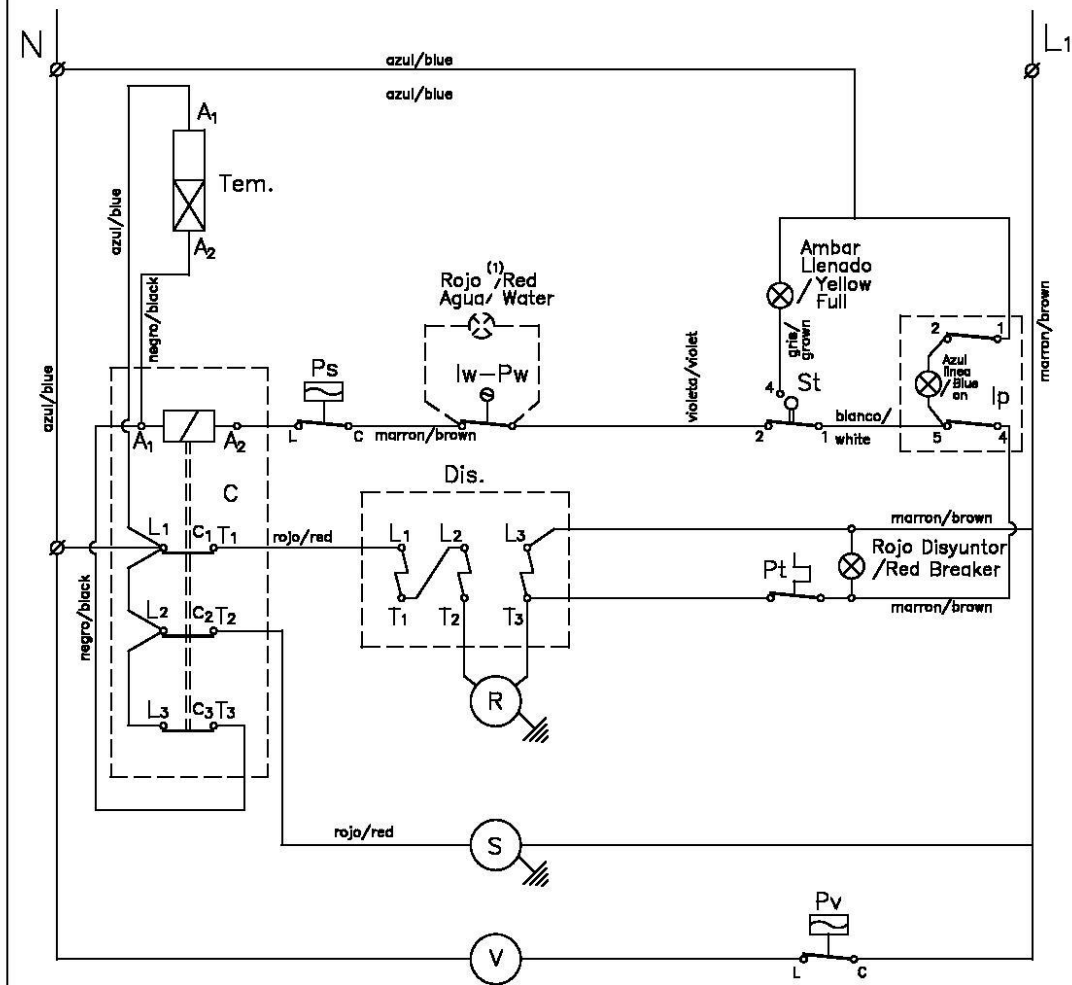 N
L1
azul/blue
azul/blue
A1
Tem.
A2
azul/blue
negro/black
Rojo (1) /Red
Agua/ Water
Iw-Pw
Ambar
Llenado
/ Yellow
Full
gris/
grown
4
St
violeta/violet
2
1
blanco/
white
2
1
Azul
linea
/ Blue
on
Ip
5
4
marron/brown
azul/blue
Ps
A1
A2
L
C
marron/brown
C
Dis.
L1
C1
T1
rojo/red
L1
L2
L3
T1
T2
T3
marron/brown
Rojo Disyuntor
/Red Breaker
Pt
marron/brown
L2
C2
T2
negro/black
R
L3
C3
T3
rojo/red
S
Pv
V
L
C